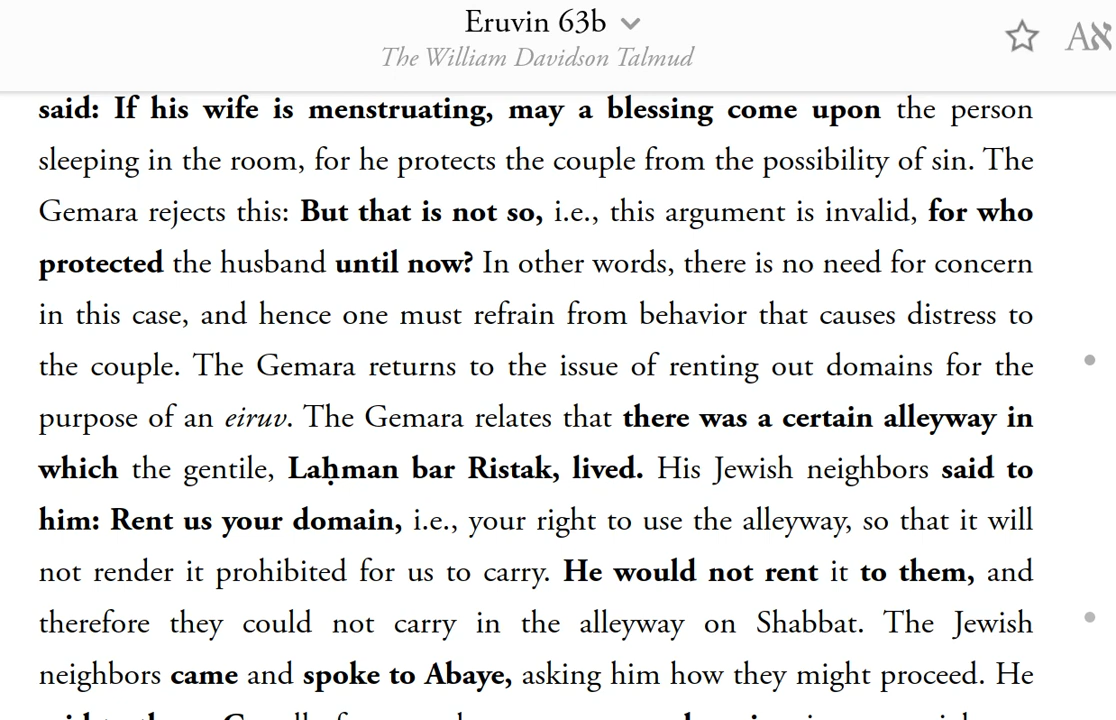 Eruvin 63b
The William Davidson Talmud
Aא
said: If his wife is menstruating, may a blessing come upon the person
sleeping in the room, for he protects the couple from the possibility of sin. The
Gemara rejects this: But that is not so, i.e., this argument is invalid, for who
protected the husband until now? In other words, there is no need for concern
in this case, and hence one must refrain from behavior that causes distress to
the couple. The Gemara returns to the issue of renting out domains for the
purpose of an eiruv. The Gemara relates that there was a certain alleyway in
which the gentile, Laḥman bar Ristak, lived. His Jewish neighbors said to
him: Rent us your domain, i.e., your right to use the alleyway, so that it will
not render it prohibited for us to carry. He would not rent it to them, and
therefore they could not carry in the alleyway on Shabbat. The Jewish
neighbors came and spoke to Abaye, asking him how they might proceed. He